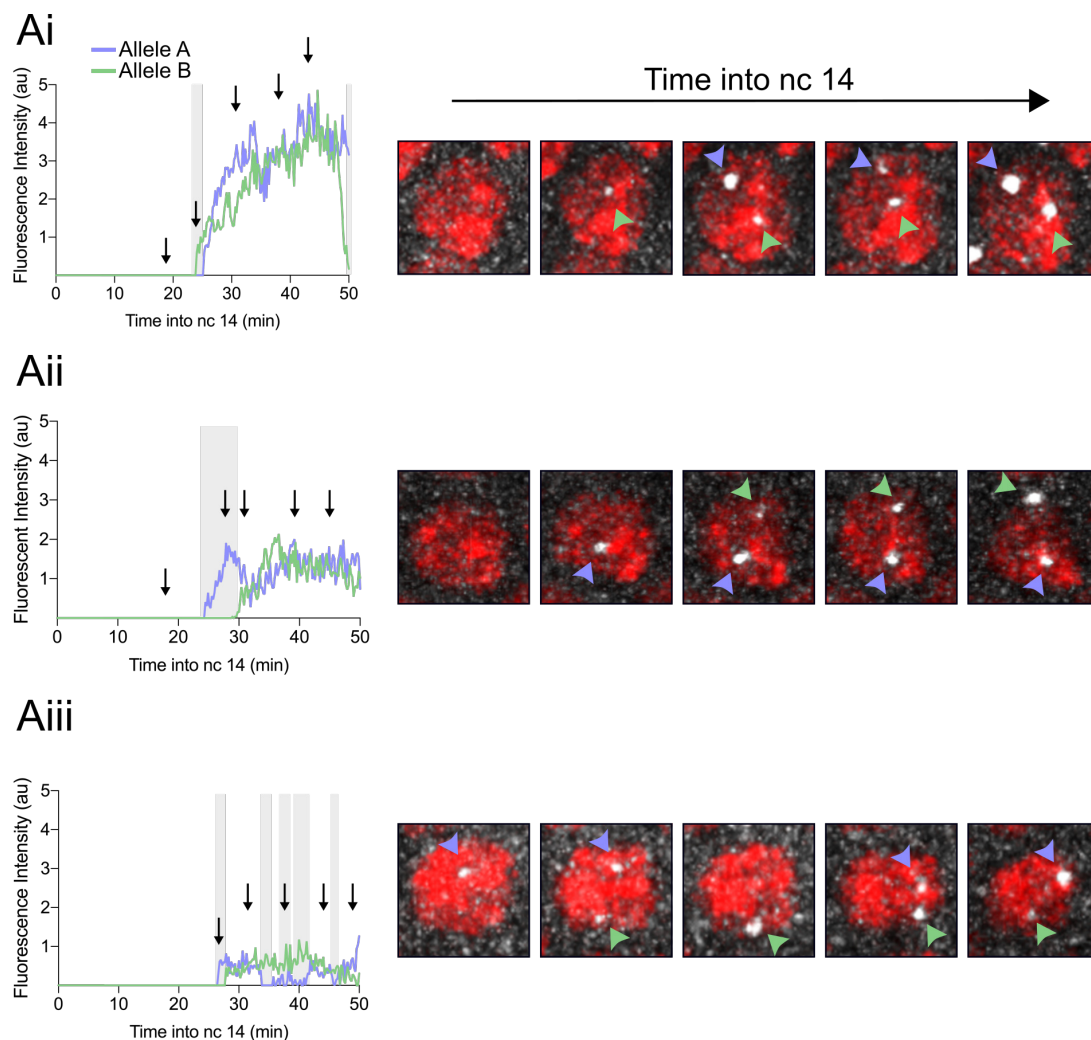 Ai
Allele A
Allele B
Fluorescence Intensity (au)
5
4
3
2
1
0 10 20 30 40 50
Time into nc 14 (min)
Time into nc 14
Aii
Fluorescent Intensity (au)
5
4
3
2
1
0 10 20 30 40 50
Time into nc 14 (min)
Aiii
Fluorescence Intensity (au)
5
4
3
2
1
0 10 20 30 40 50
Time into nc 14 (min)